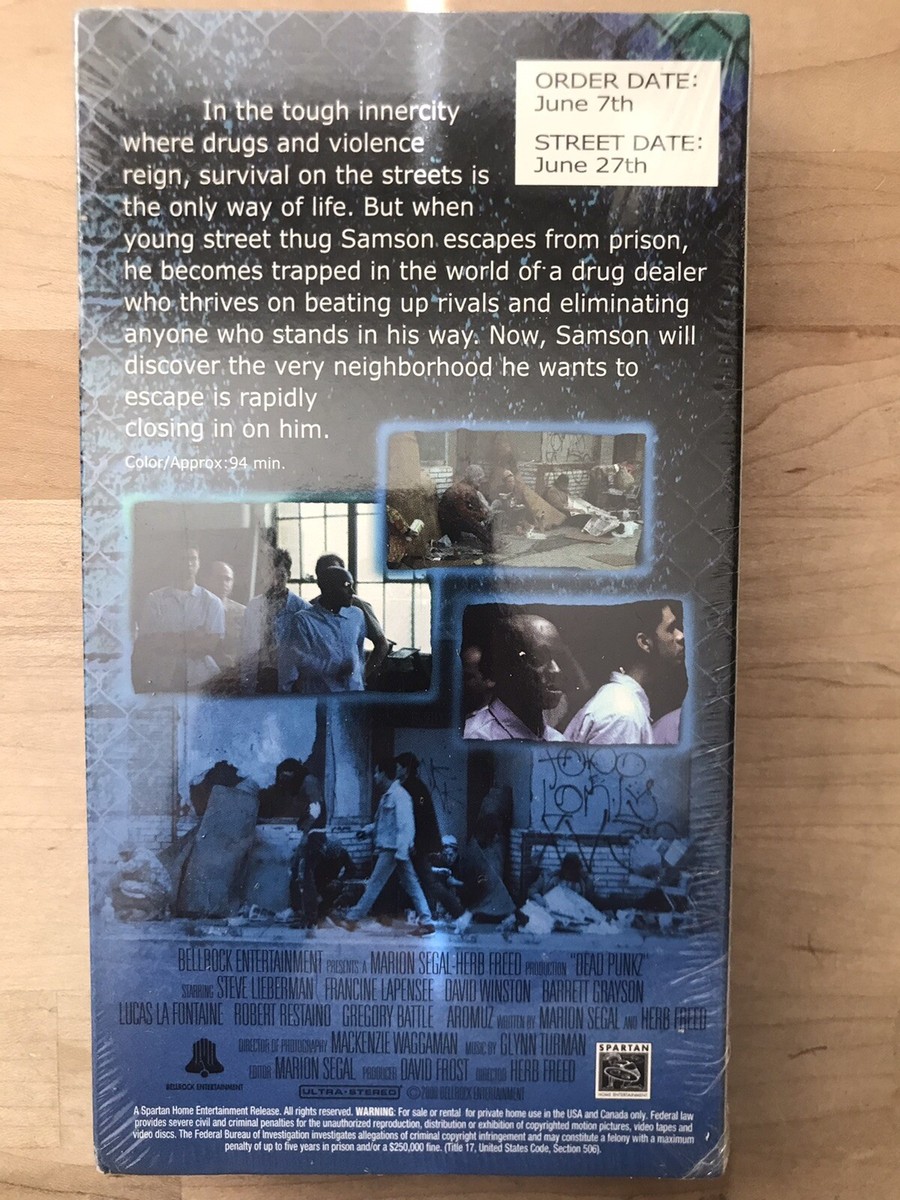 ORDER DATE:
June 7th
STREET DATE:
June 27th
In the tough innercity
where drugs and violence
reign, survival on the streets is
the only way of life. But when
young street thug Samson escapes from prison,
he becomes trapped in the world of a drug dealer
who thrives on beating up rivals and eliminating
anyone who stands in his way. Now, Samson will
discover the very neighborhood he wants to
escape is rapidly
closing in on him.
Color/Approx:94 min.
BELLROCK ENTERTAINMENT PRESENTS A MARION SEGAL-HERB FREED PRODUCTION "DEAD PUNKZ"
STARRING STEVE LIEBERMAN FRANCINE LAPENSEE DAVID WINSTON BARRETT GRAYSON
LUCAS LA FONTAINE ROBERT RESTAINO GREGORY BATTLE AROMUZ WRITTEN BY MARION SEGAL AND HERB FREED
DIRECTOR OF PHOTOGRAPHY MACKENZIE WAGGAMAN MUSIC BY GLYNN TURMAN
EDITOR MARION SEGAL PRODUCER DAVID FROST DIRECTOR HERB FREED
BELLROCK ENTERTAINMENT
ULTRA-STEREO © 2000 BELLROCK ENTERTAINMENT
SPARTAN
HOME ENTERTAINMENT
A Spartan Home Entertainment Release. All rights reserved. WARNING: For sale or rental for private home use in the USA and Canada only. Federal law
provides severe civil and criminal penalties for the unauthorized reproduction, distribution or exhibition of copyrighted motion pictures, video tapes and
video discs. The Federal Bureau of Investigation investigates allegations of criminal copyright infringement and may constitute a felony with a maximum
penalty of up to five years in prison and/or a $250,000 fine. (Title 17, United States Code, Section 506).